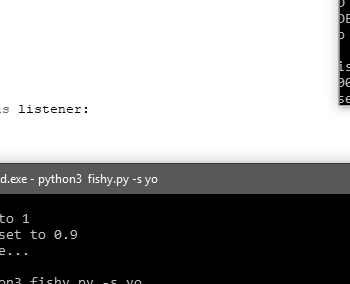 DE
is
00
se
s listener:
d.exe - python3 fishy.py -s yo
to 1
set to 0.9
e...
on3 fishy.py -s yo